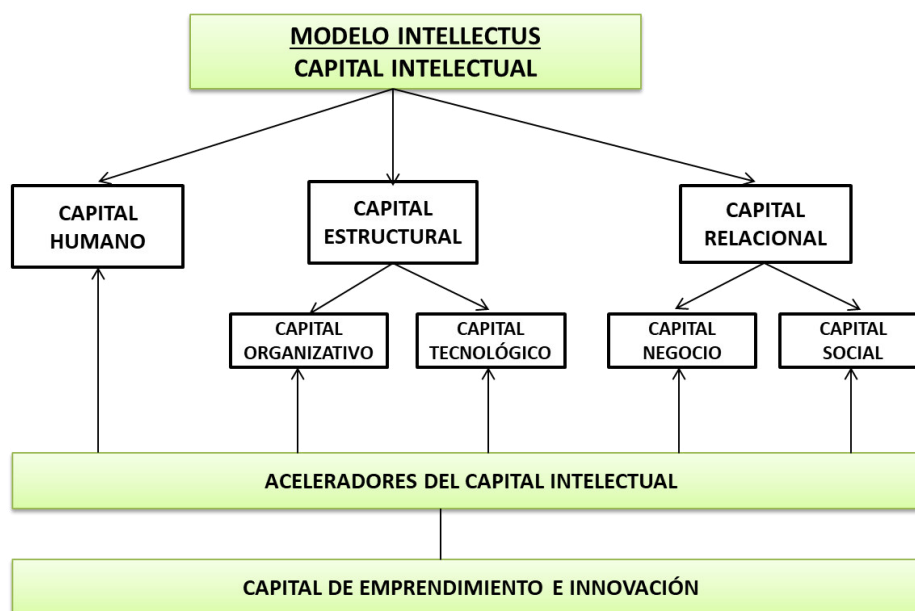 MODELO INTELLECTUS
CAPITAL INTELECTUAL
CAPITAL
HUMANO
CAPITAL
ESTRUCTURAL
CAPITAL
RELACIONAL
CAPITAL
ORGANIZATIVO
CAPITAL
TECNOLÓGICO
CAPITAL
NEGOCIO
CAPITAL
SOCIAL
ACELERADORES DEL CAPITAL INTELECTUAL
CAPITAL DE EMPRENDIMIENTO E INNOVACIÓN